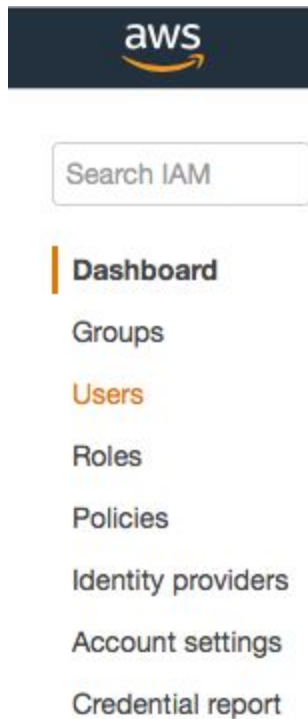 aws
Search IAM
Dashboard
Groups
Users
Roles
Policies
Identity providers
Account settings
Credential report